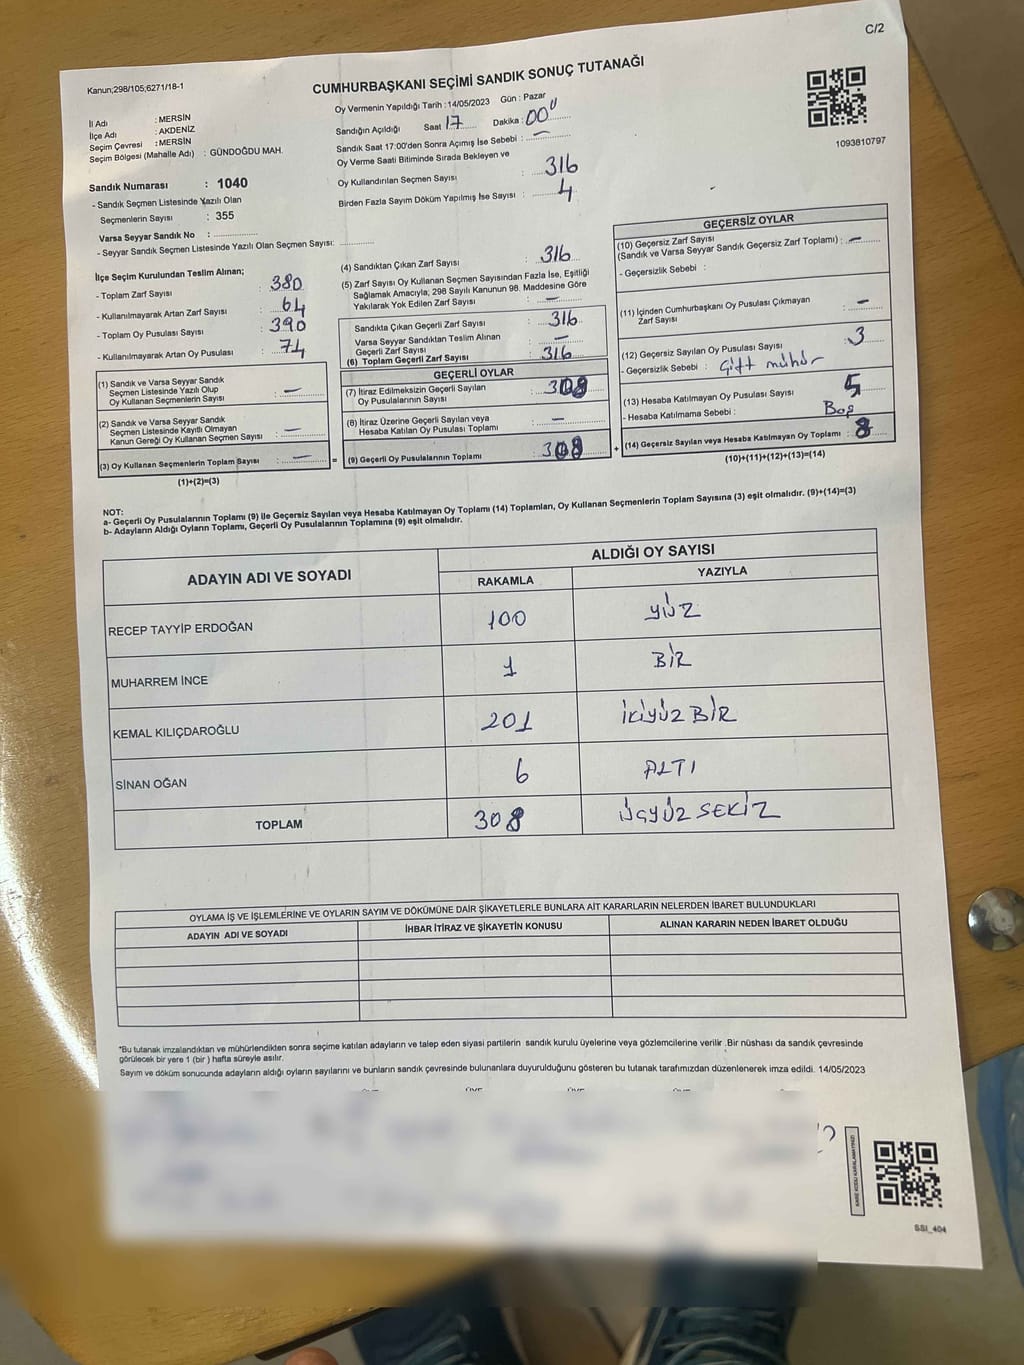 C/2
Kanun;298/105;6271/18-1
CUMHURBAŞKANI SEÇİMİ SANDIK SONUÇ TUTANAĞI
İl Adı : MERSİN
İlçe Adı : AKDENİZ
Seçim Çevresi : MERSİN
Seçim Bölgesi (Mahalle Adı) : GÜNDOĞDU MAH.
Sandık Numarası : 1040
- Sandık Seçmen Listesinde Yazılı Olan
Seçmenlerin Sayısı : 355
Varsa Seyyar Sandık No : ..............
- Seyyar Sandık Seçmen Listesinde Yazılı Olan Seçmen Sayısı: ............
Oy Vermenin Yapıldığı Tarih : 14/05/2023 Gün : Pazar
Sandığın Açıldığı Saat 17 Dakika : 00
Sandık Saat 17:00'den Sonra Açımış İse Sebebi : —
Oy Verme Saati Bitiminde Sırada Bekleyen ve
Oy Kullandırılan Seçmen Sayısı : 316
Birden Fazla Sayım Döküm Yapılmış İse Sayısı : 4
1093810797
İlçe Seçim Kurulundan Teslim Alınan;
- Toplam Zarf Sayısı : 380
- Kullanılmayarak Artan Zarf Sayısı : 64
- Toplam Oy Pusulası Sayısı : 390
- Kullanılmayarak Artan Oy Pusulası : 74
(1) Sandık ve Varsa Seyyar Sandık
Seçmen Listesinde Yazılı Olup
Oy Kullanan Seçmenlerin Sayısı : —
(2) Sandık ve Varsa Seyyar Sandık
Seçmen Listesinde Kayıtlı Olmayan
Kanun Gereği Oy Kullanan Seçmen Sayısı : —
(3) Oy Kullanan Seçmenlerin Toplam Sayısı : — =
(1)+(2)=(3)
(4) Sandıktan Çıkan Zarf Sayısı : 316
(5) Zarf Sayısı Oy Kullanan Seçmen Sayısından Fazla İse, Eşitliği
Sağlamak Amacıyla, 298 Sayılı Kanunun 98. Maddesine Göre
Yakılarak Yok Edilen Zarf Sayısı : —
Sandıkta Çıkan Geçerli Zarf Sayısı : 316
Varsa Seyyar Sandıktan Teslim Alınan
Geçerli Zarf Sayısı : —
(6) Toplam Geçerli Zarf Sayısı : 316
GEÇERLİ OYLAR
(7) İtiraz Edilmeksizin Geçerli Sayılan
Oy Pusulalarının Sayısı : 308
(8) İtiraz Üzerine Geçerli Sayılan veya
Hesaba Katılan Oy Pusulası Toplamı : —
(9) Geçerli Oy Pusulalarının Toplamı : 308 +
GEÇERSİZ OYLAR
(10) Geçersiz Zarf Sayısı
(Sandık ve Varsa Seyyar Sandık Geçersiz Zarf Toplamı) : —
- Geçersizlik Sebebi :
(11) İçinden Cumhurbaşkanı Oy Pusulası Çıkmayan
Zarf Sayısı : —
(12) Geçersiz Sayılan Oy Pusulası Sayısı : 3
- Geçersizlik Sebebi : Çift mühür
(13) Hesaba Katılmayan Oy Pusulası Sayısı : 5
- Hesaba Katılmama Sebebi : Boş
(14) Geçersiz Sayılan veya Hesaba Katılmayan Oy Toplamı : 8
(10)+(11)+(12)+(13)=(14)
NOT:
a- Geçerli Oy Pusulalarının Toplamı (9) ile Geçersiz Sayılan veya Hesaba Katılmayan Oy Toplamı (14) Toplamları, Oy Kullanan Seçmenlerin Toplam Sayısına (3) eşit olmalıdır. (9)+(14)=(3)
b- Adayların Aldığı Oyların Toplamı, Geçerli Oy Pusulalarının Toplamına (9) eşit olmalıdır.
ADAYIN ADI VE SOYADI ALDIĞI OY SAYISI
RAKAMLA YAZIYLA
RECEP TAYYİP ERDOĞAN 100 YÜZ
MUHARREM İNCE 1 BİR
KEMAL KILIÇDAROĞLU 201 İKİYÜZ BİR
SİNAN OĞAN 6 ALTI
TOPLAM 308 ÜÇYÜZ SEKİZ
OYLAMA İŞ VE İŞLEMLERİNE VE OYLARIN SAYIM VE DÖKÜMÜNE DAİR ŞİKAYETLERLE BUNLARA AİT KARARLARIN NELERDEN İBARET BULUNDUKLARI
ADAYIN ADI VE SOYADI İHBAR İTİRAZ VE ŞİKAYETİN KONUSU ALINAN KARARIN NEDEN İBARET OLDUĞU
*Bu tutanak imzalandıktan ve mühürlendikten sonra seçime katılan adayların ve talep eden siyasi partilerin sandık kurulu üyelerine veya gözlemcilerine verilir .Bir nüshası da sandık çevresinde
görülecek bir yere 1 (bir ) hafta süreyle asılır.
Sayım ve döküm sonucunda adayların aldığı oyların sayılarını ve bunların sandık çevresinde bulunanlara duyurulduğunu gösteren bu tutanak tarafımızdan düzenlenerek imza edildi. 14/05/2023
SSI_404